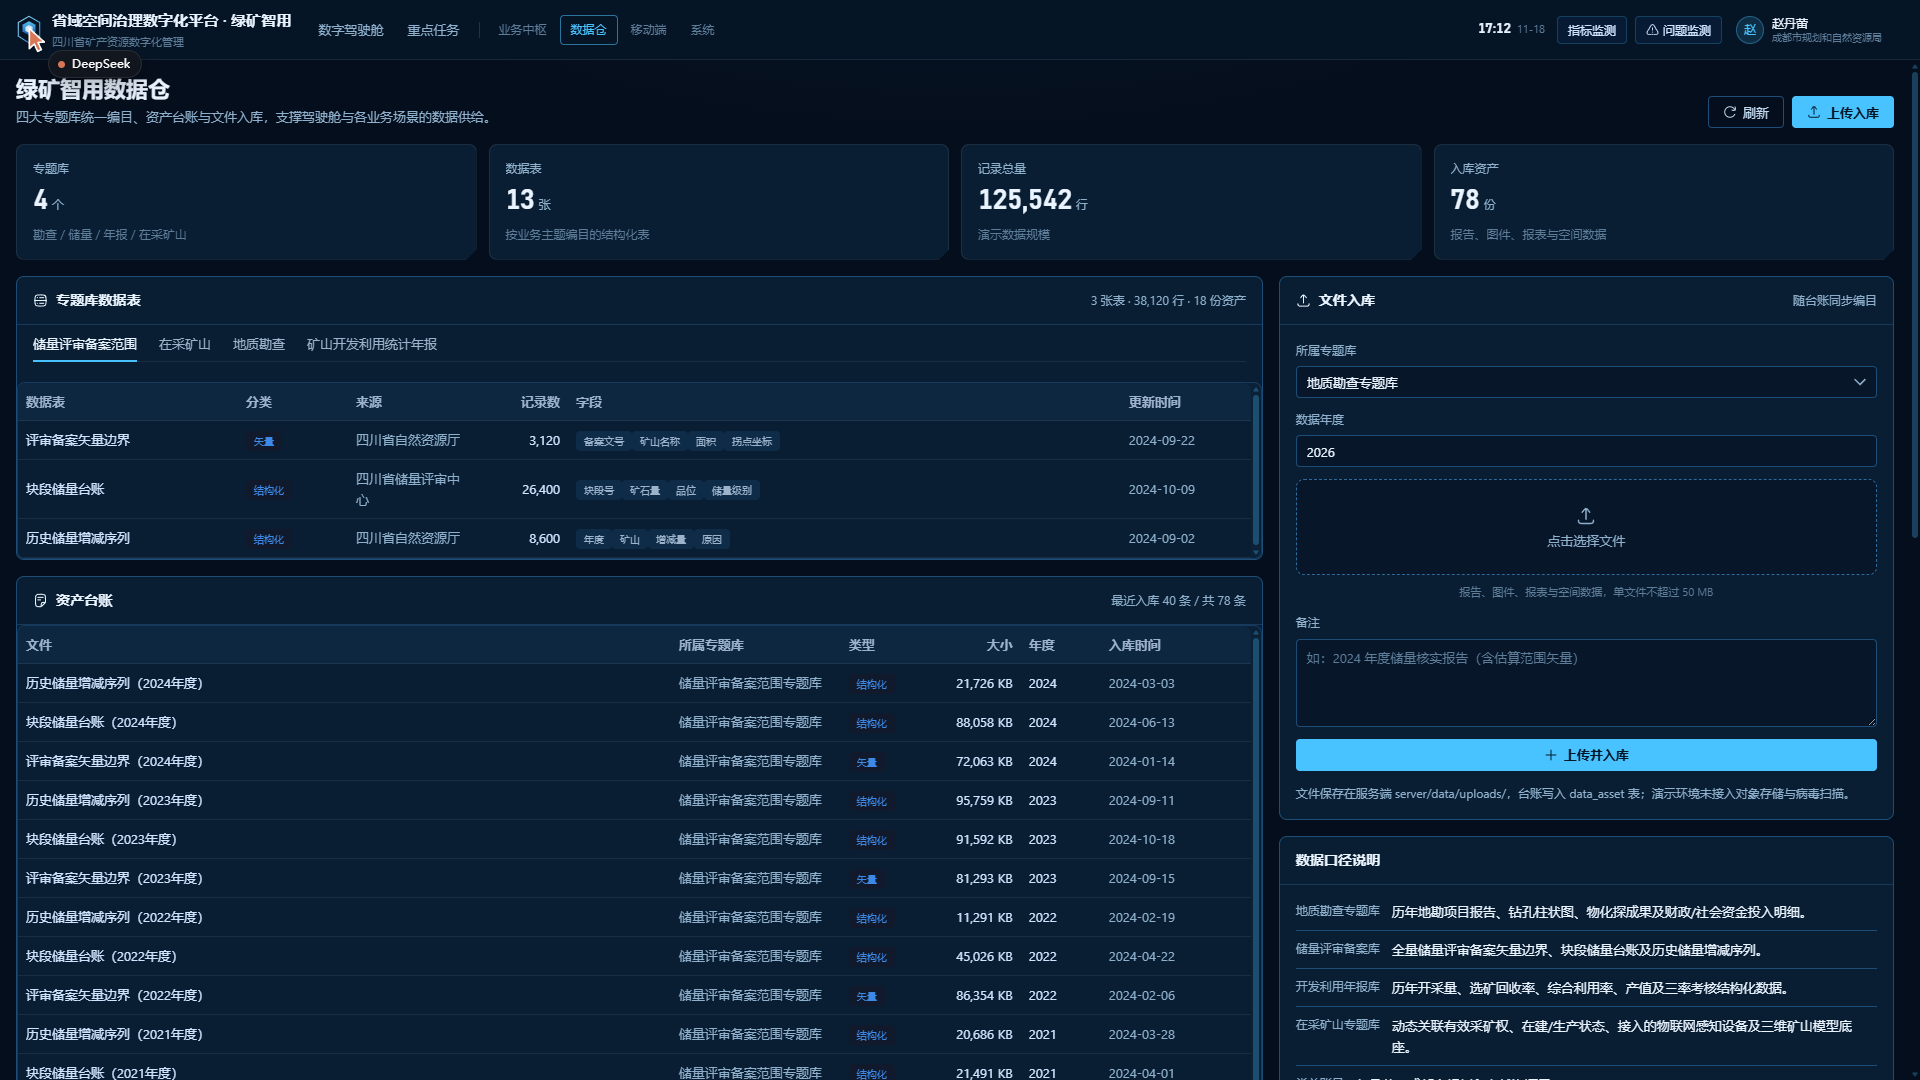 省域空间治理数字化平台 · 绿矿智用
四川省矿产资源数字化管理
数字驾驶舱 重点任务 业务中枢 数据仓 移动端 系统
17:12 11-18 指标监测 问题监测
赵 赵丹苗
成都市规划和自然资源局
DeepSeek
绿矿智用数据仓
四大专题库统一编目、资产台账与文件入库，支撑驾驶舱与各业务场景的数据供给。
刷新 上传入库
专题库
4 个
勘查 / 储量 / 年报 / 在采矿山
数据表
13 张
按业务主题编目的结构化表
记录总量
125,542 行
演示数据规模
入库资产
78 份
报告、图件、报表与空间数据
专题库数据表 3 张表 · 38,120 行 · 18 份资产
储量评审备案范围 在采矿山 地质勘查 矿山开发利用统计年报
数据表 分类 来源 记录数 字段 更新时间
评审备案矢量边界 矢量 四川省自然资源厅 3,120 备案文号 矿山名称 面积 拐点坐标 2024-09-22
块段储量台账 结构化 四川省储量评审中心 26,400 块段号 矿石量 品位 储量级别 2024-10-09
历史储量增减序列 结构化 四川省自然资源厅 8,600 年度 矿山 增减量 原因 2024-09-02
资产台账 最近入库 40 条 / 共 78 条
文件 所属专题库 类型 大小 年度 入库时间
历史储量增减序列（2024年度） 储量评审备案范围专题库 结构化 21,726 KB 2024 2024-03-03
块段储量台账（2024年度） 储量评审备案范围专题库 结构化 88,058 KB 2024 2024-06-13
评审备案矢量边界（2024年度） 储量评审备案范围专题库 矢量 72,063 KB 2024 2024-01-14
历史储量增减序列（2023年度） 储量评审备案范围专题库 结构化 95,759 KB 2023 2024-09-11
块段储量台账（2023年度） 储量评审备案范围专题库 结构化 91,592 KB 2023 2024-10-18
评审备案矢量边界（2023年度） 储量评审备案范围专题库 矢量 81,293 KB 2023 2024-09-15
历史储量增减序列（2022年度） 储量评审备案范围专题库 结构化 11,291 KB 2022 2024-02-19
块段储量台账（2022年度） 储量评审备案范围专题库 结构化 45,026 KB 2022 2024-04-22
评审备案矢量边界（2022年度） 储量评审备案范围专题库 矢量 86,354 KB 2022 2024-02-06
历史储量增减序列（2021年度） 储量评审备案范围专题库 结构化 20,686 KB 2021 2024-03-28
块段储量台账（2021年度） 储量评审备案范围专题库 结构化 21,491 KB 2021 2024-04-01
文件入库 随台账同步编目
所属专题库
地质勘查专题库
数据年度
2026
点击选择文件
报告、图件、报表与空间数据，单文件不超过 50 MB
备注
如：2024 年度储量核实报告（含估算范围矢量）
上传并入库
文件保存在服务端 server/data/uploads/，台账写入 data_asset 表；演示环境未接入对象存储与病毒扫描。
数据口径说明
地质勘查专题库 历年地勘项目报告、钻孔柱状图、物化探成果及财政/社会资金投入明细。
储量评审备案库 全量储量评审备案矢量边界、块段储量台账及历史储量增减序列。
开发利用年报库 历年开采量、选矿回收率、综合利用率、产值及三率考核结构化数据。
在采矿山专题库 动态关联有效采矿权、在建/生产状态、接入的物联网感知设备及三维矿山模型底
座。